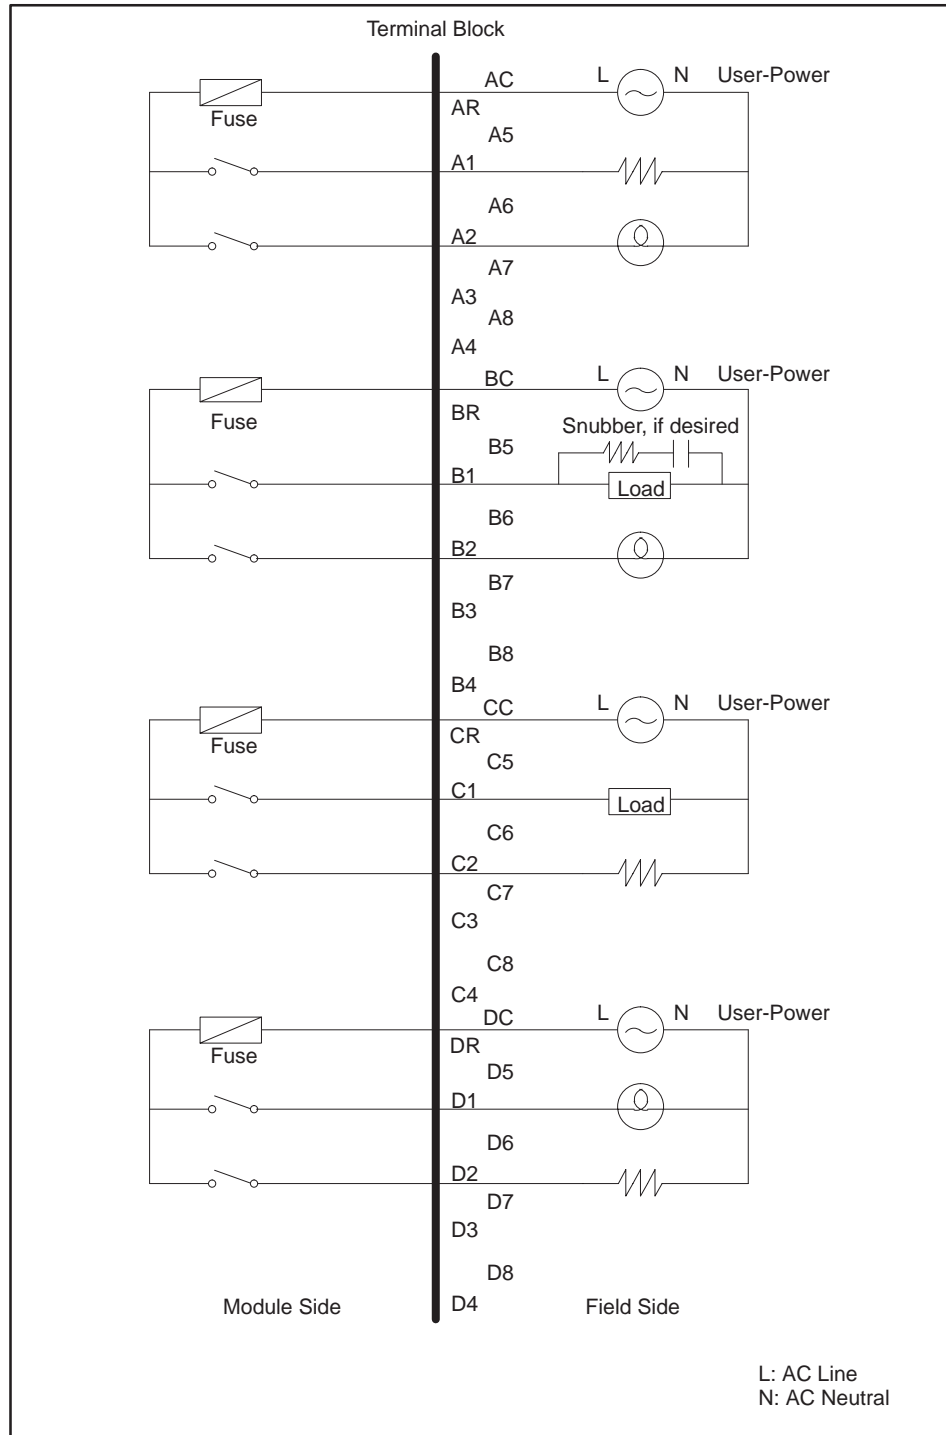 Terminal Block
AC L N User-Power
Fuse AR
A5
A1
A6
A2
A7
A3
A8
A4
BC L N User-Power
Fuse BR Snubber, if desired
B5
B1 Load
B6
B2
B7
B3
B8
B4
CC L N User-Power
Fuse CR
C5
C1 Load
C6
C2
C7
C3
C8
C4
DC L N User-Power
Fuse DR
D5
D1
D6
D2
D7
D3
D8
Module Side D4 Field Side
L: AC Line
N: AC Neutral